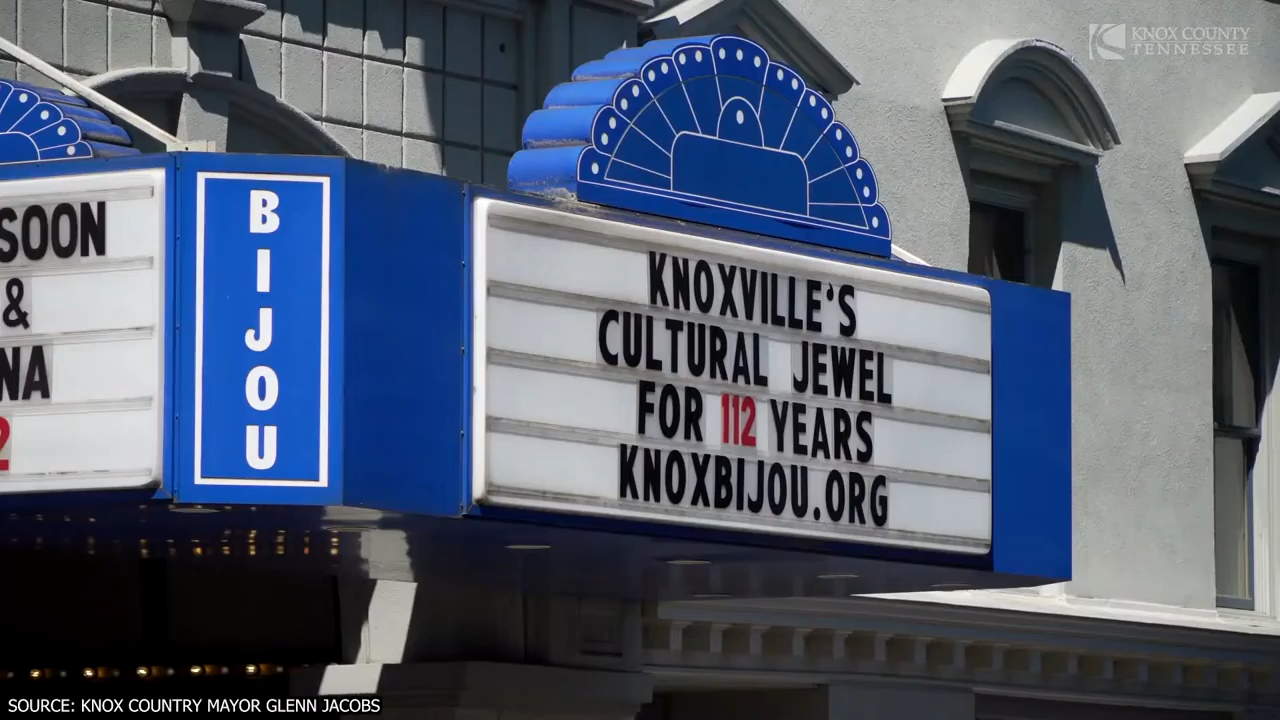 KNOX COUNTY
TENNESSEE
SOON
&
NA
2
BIJOU
KNOXVILLE'S
CULTURAL JEWEL
FOR 112 YEARS
KNOXBIJOU.ORG
SOURCE: KNOX COUNTRY MAYOR GLENN JACOBS